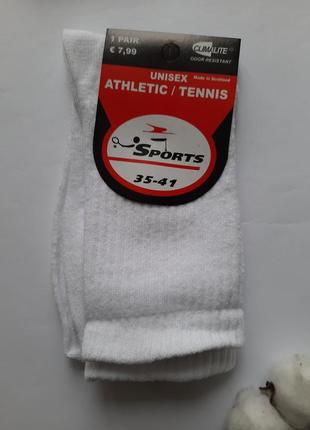 1 PAIR
€ 7,99
CLIMALITE
ODOR RESISTANT
UNISEX
Made in Scotland
ATHLETIC / TENNIS
SPORTS
35-41